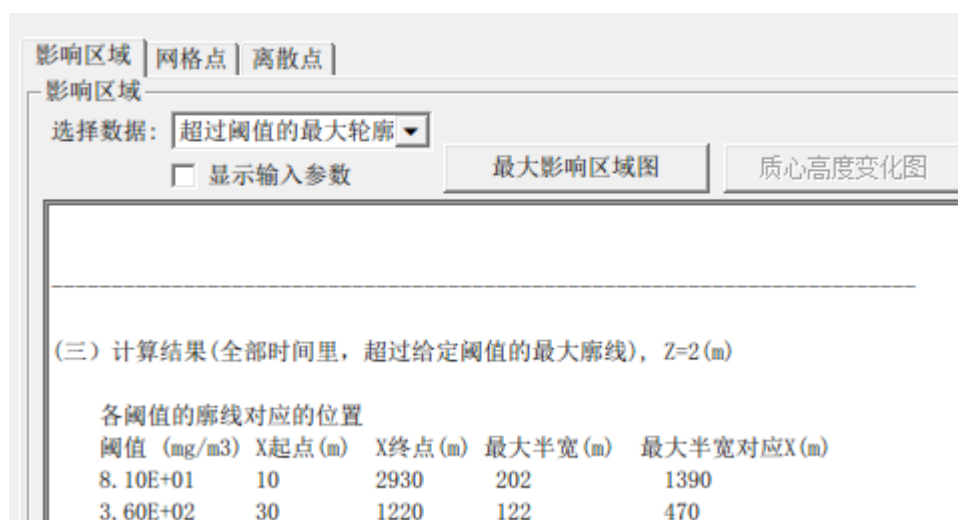 影响区域 网格点 离散点
影响区域
选择数据: 超过阈值的最大轮廓
显示输入参数 最大影响区域图 质心高度变化图
(三) 计算结果(全部时间里, 超过给定阈值的最大廓线), Z=2(m)
各阈值的廓线对应的位置
阈值 (mg/m3) X起点(m) X终点(m) 最大半宽(m) 最大半宽对应X(m)
8.10E+01 10 2930 202 1390
3.60E+02 30 1220 122 470